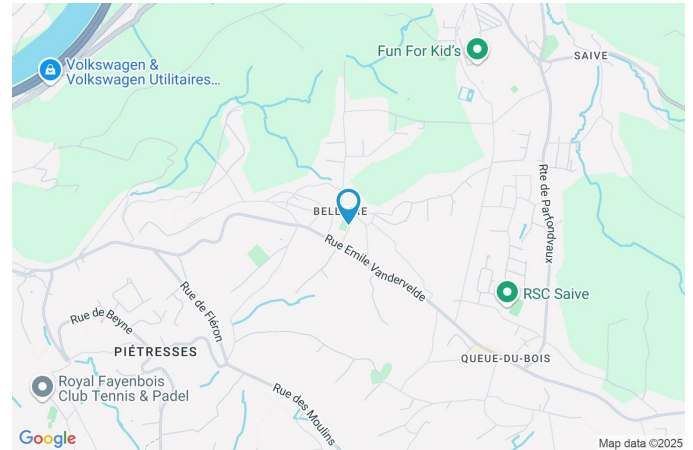 Fun For Kid's
SAIVE
Volkswagen &
Volkswagen Utilitaires...
Rte de Parfondvaux
Rue Emile Vandervelde
RSC Saive
Rue de Fléron
Rue de Beyne
PIÉTRESSES
QUEUE-DU-BOIS
Royal Fayenbois
Club Tennis & Padel
Rue des Moulins
Google
Map data ©2025